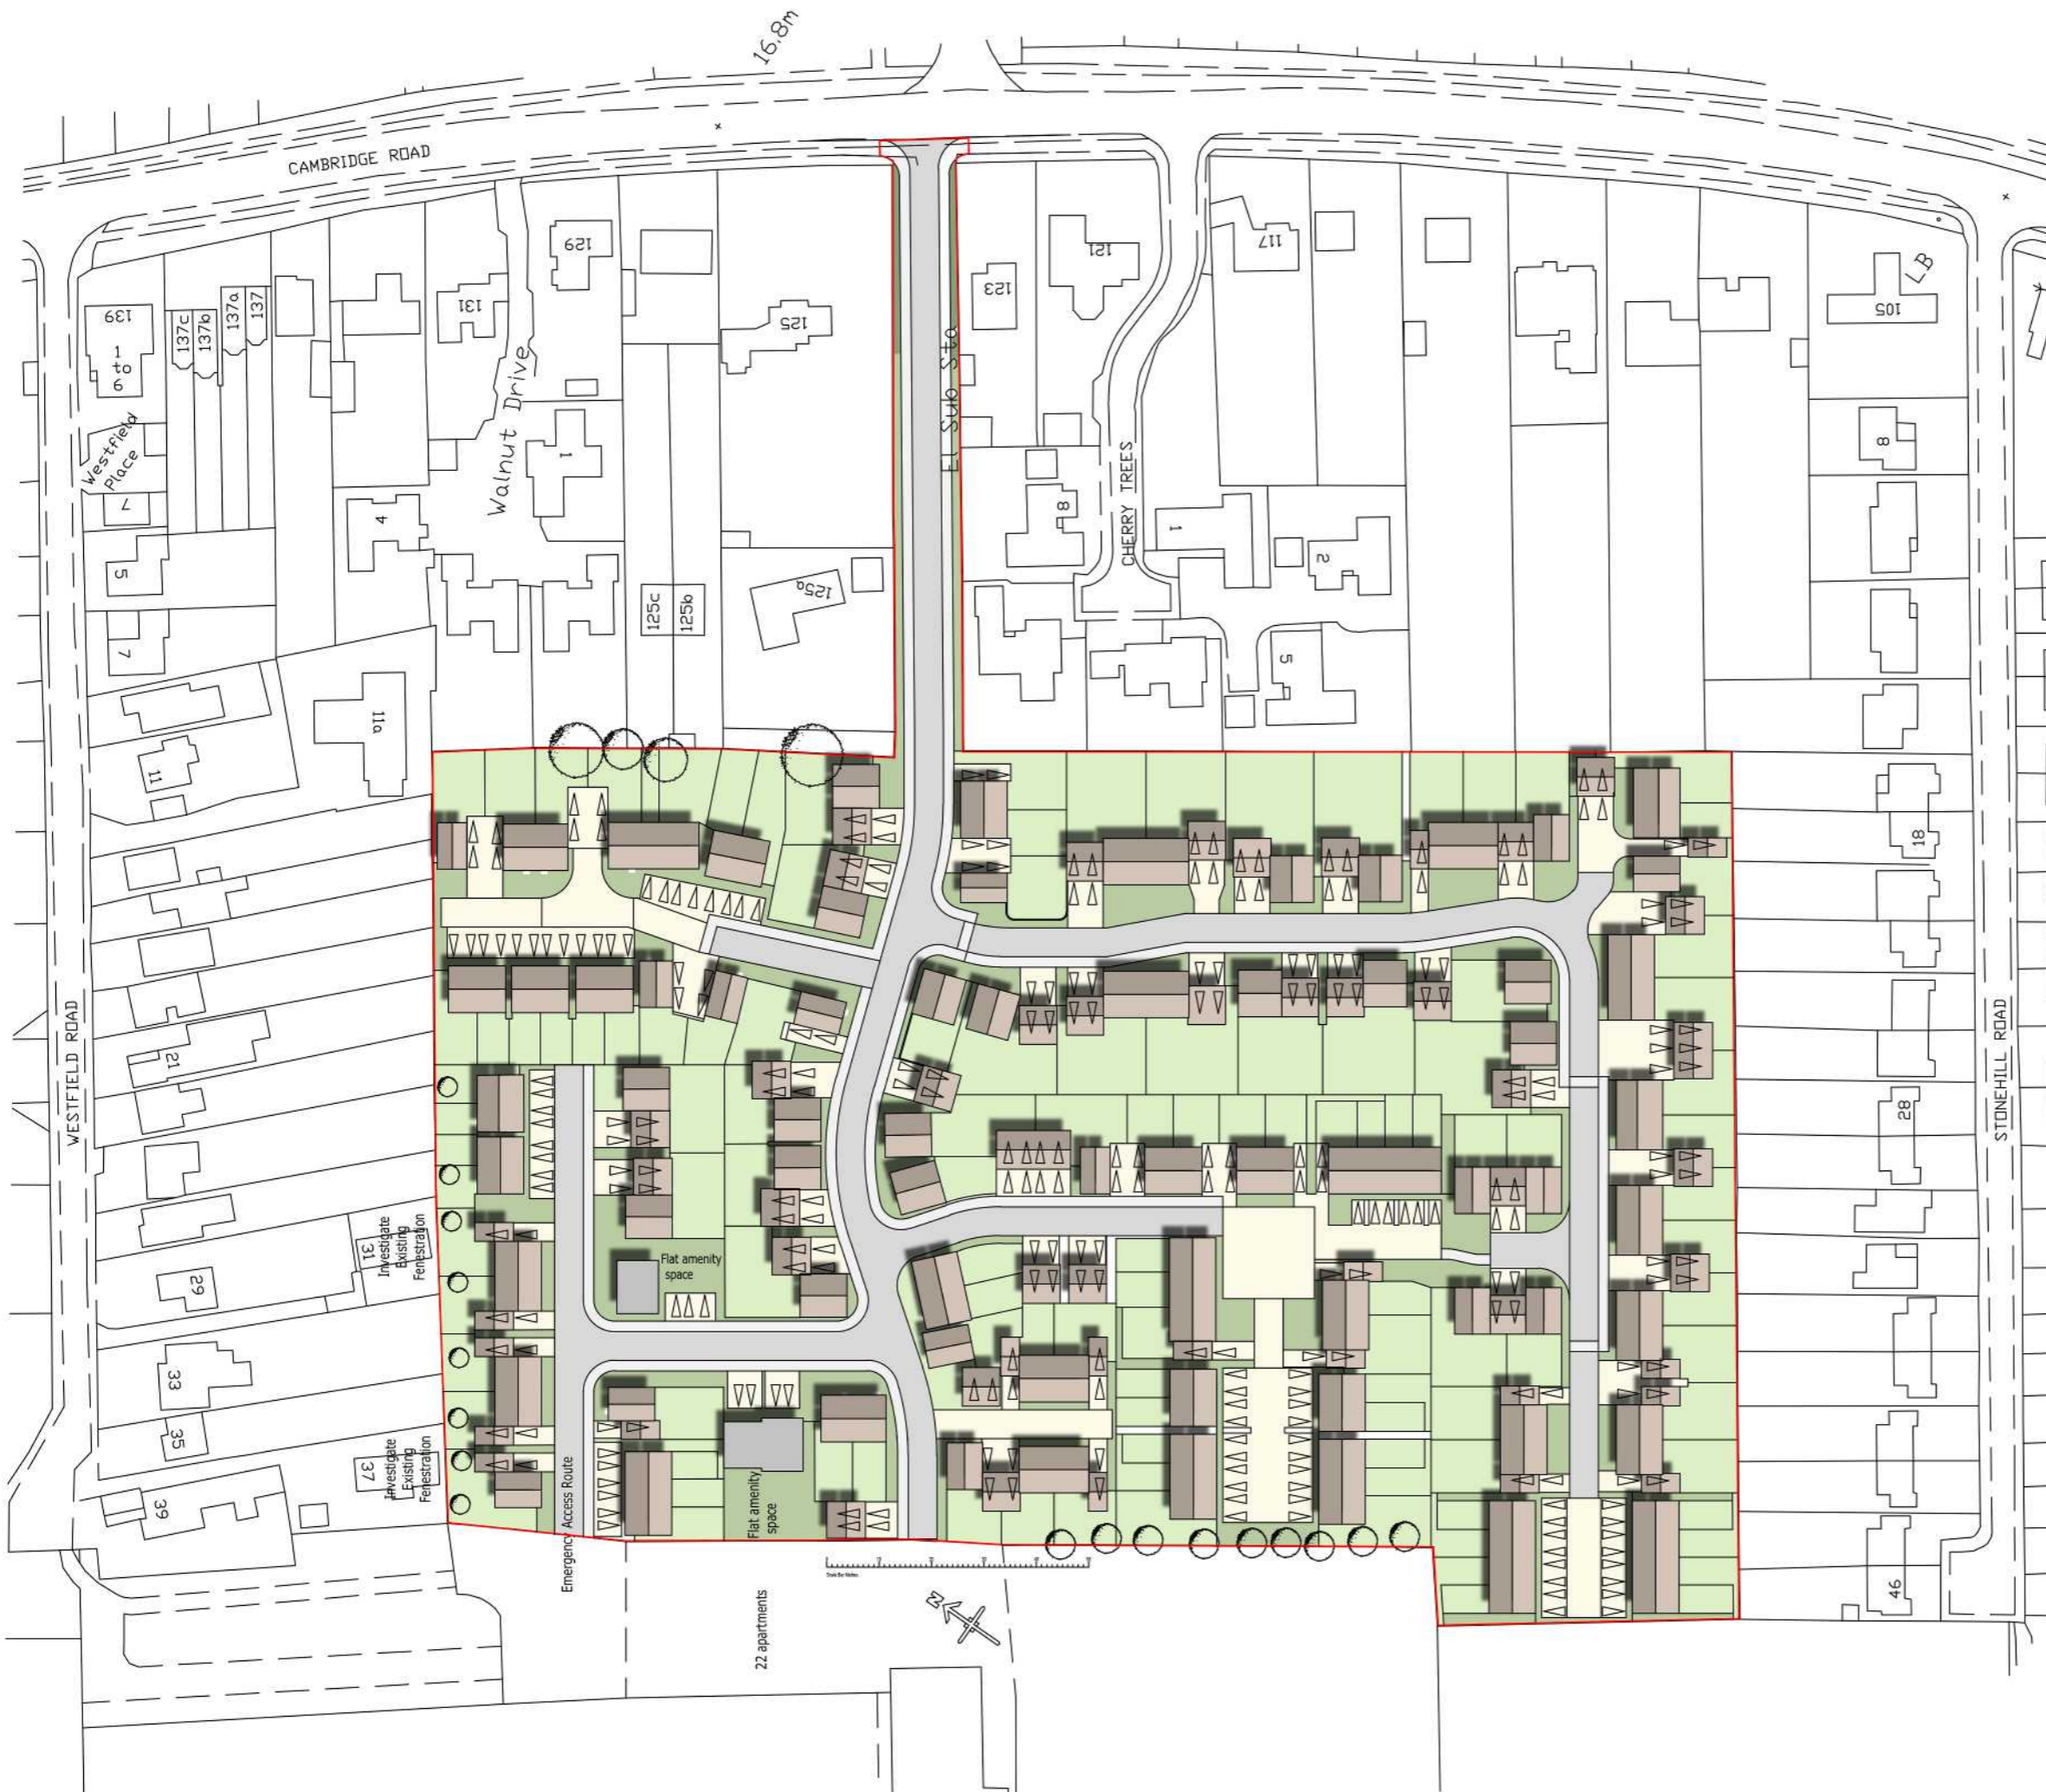 16.8m
CAMBRIDGE ROAD
129
117
121
LB
105
131
139
1
to
9
137c
137b
137a
137
123
125
El Sub Sta
Walnut Drive
Westfield
Place
CHERRY TREES
8
1
7
4
8
1
2
5
125c
125b
125a
7
5
11a
11
18
WESTFIELD ROAD
STONEHILL ROAD
21
28
31
Investigate
Existing
Fenestration
Flat amenity
space
29
33
35
37
Investigate
Existing
Fenestration
39
Emergency Access Route
Flat amenity
space
46
22 apartments
N